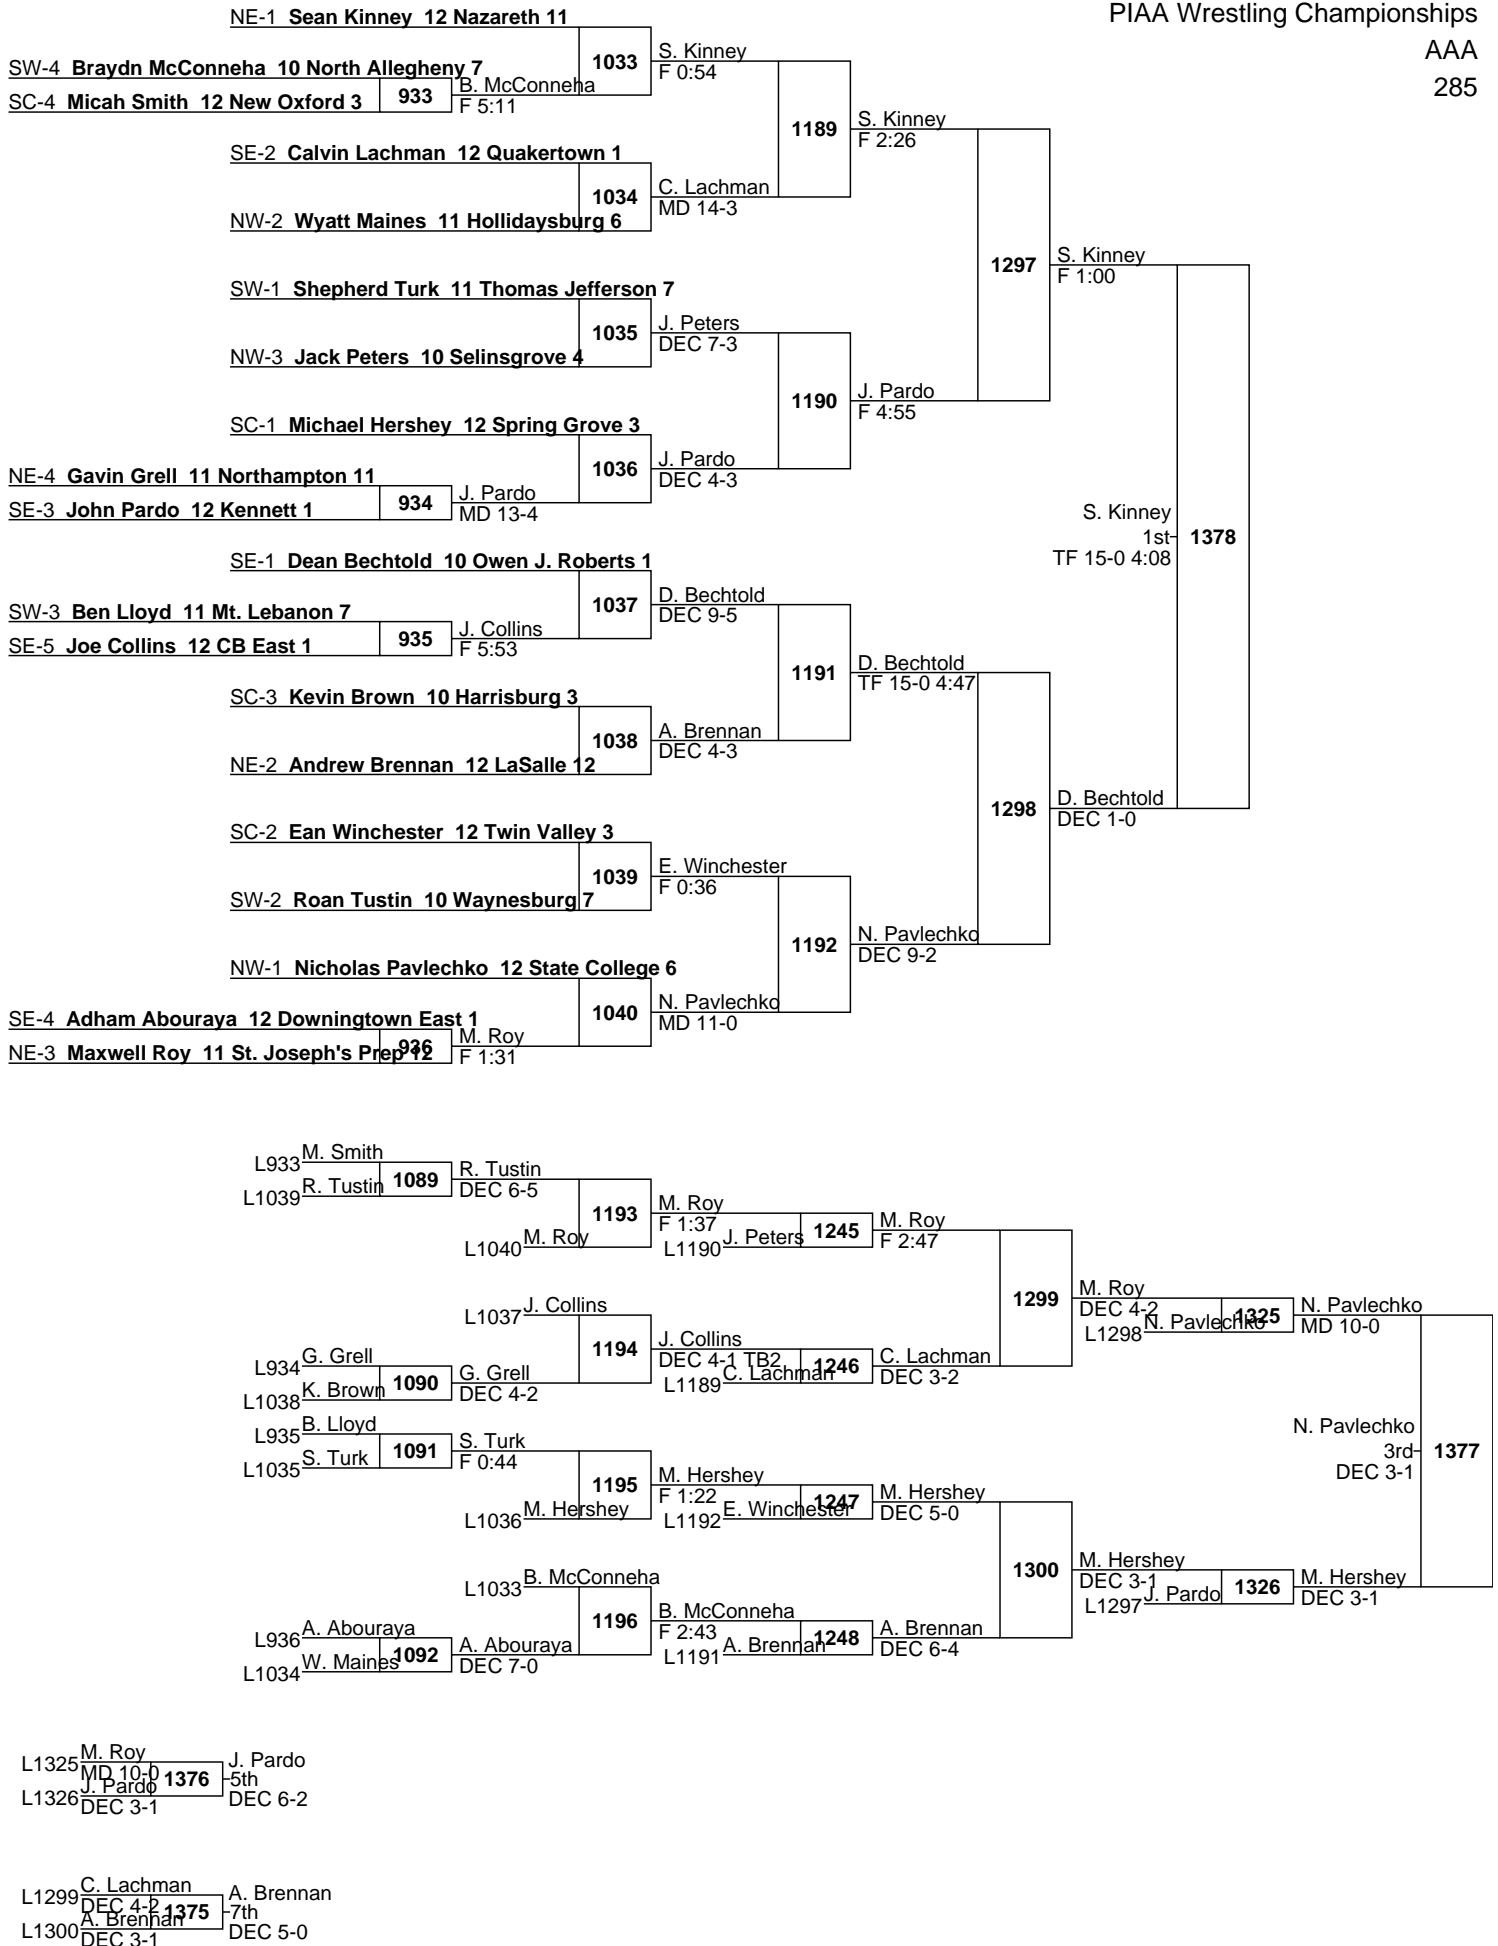 PIAA Wrestling Championships
AAA
285
NE-1 Sean Kinney 12 Nazareth 11
1033
S. Kinney
F 0:54
SW-4 Braydn McConneha 10 North Allegheny 7
SC-4 Micah Smith 12 New Oxford 3
933
B. McConneha
F 5:11
1189
S. Kinney
F 2:26
SE-2 Calvin Lachman 12 Quakertown 1
1034
C. Lachman
MD 14-3
NW-2 Wyatt Maines 11 Hollidaysburg 6
1297
S. Kinney
F 1:00
SW-1 Shepherd Turk 11 Thomas Jefferson 7
1035
J. Peters
DEC 7-3
NW-3 Jack Peters 10 Selinsgrove 4
1190
J. Pardo
F 4:55
SC-1 Michael Hershey 12 Spring Grove 3
1036
J. Pardo
DEC 4-3
NE-4 Gavin Grell 11 Northampton 11
SE-3 John Pardo 12 Kennett 1
934
J. Pardo
MD 13-4
S. Kinney
1st
TF 15-0 4:08
1378
SE-1 Dean Bechtold 10 Owen J. Roberts 1
1037
D. Bechtold
DEC 9-5
SW-3 Ben Lloyd 11 Mt. Lebanon 7
SE-5 Joe Collins 12 CB East 1
935
J. Collins
F 5:53
1191
D. Bechtold
TF 15-0 4:47
SC-3 Kevin Brown 10 Harrisburg 3
1038
A. Brennan
DEC 4-3
NE-2 Andrew Brennan 12 LaSalle 12
1298
D. Bechtold
DEC 1-0
SC-2 Ean Winchester 12 Twin Valley 3
1039
E. Winchester
F 0:36
SW-2 Roan Tustin 10 Waynesburg 7
1192
N. Pavlechko
DEC 9-2
NW-1 Nicholas Pavlechko 12 State College 6
1040
N. Pavlechko
MD 11-0
SE-4 Adham Abouraya 12 Downingtown East 1
NE-3 Maxwell Roy 11 St. Joseph's Prep 12
936
M. Roy
F 1:31
L933 M. Smith
L1039 R. Tustin
1089
R. Tustin
DEC 6-5
1193
L1040 M. Roy
M. Roy
F 1:37
L1190 J. Peters
1245
M. Roy
F 2:47
1299
M. Roy
DEC 4-2
L1298 N. Pavlechko
1325
N. Pavlechko
MD 10-0
L1037 J. Collins
1194
J. Collins
DEC 4-1 TB2
L1189 C. Lachman
1246
C. Lachman
DEC 3-2
L934 G. Grell
L1038 K. Brown
1090
G. Grell
DEC 4-2
L935 B. Lloyd
L1035 S. Turk
1091
S. Turk
F 0:44
N. Pavlechko
3rd
DEC 3-1
1377
1195
L1036 M. Hershey
M. Hershey
F 1:22
L1192 E. Winchester
1247
M. Hershey
DEC 5-0
1300
M. Hershey
DEC 3-1
L1297 J. Pardo
1326
M. Hershey
DEC 3-1
L1033 B. McConneha
1196
B. McConneha
F 2:43
L1191 A. Brennan
1248
A. Brennan
DEC 6-4
L936 A. Abouraya
L1034 W. Maines
1092
A. Abouraya
DEC 7-0
L1325 M. Roy
MD 10-0
L1326 J. Pardo
DEC 3-1
1376
J. Pardo
5th
DEC 6-2
L1299 C. Lachman
DEC 4-2
L1300 A. Brennan
DEC 3-1
1375
A. Brennan
7th
DEC 5-0